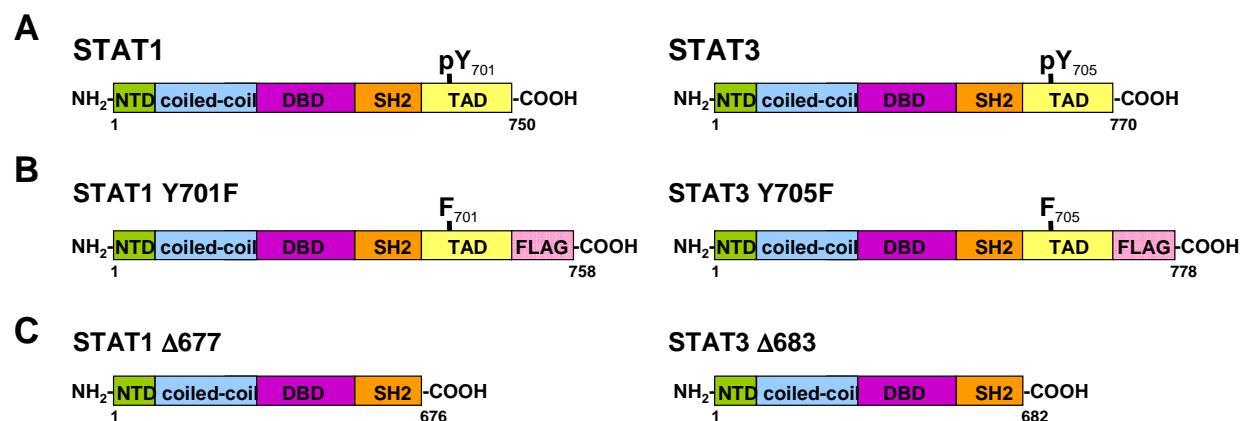 A
STAT1
pY701
NH2- NTD coiled-coil DBD SH2 TAD -COOH
1 750
STAT3
pY705
NH2- NTD coiled-coil DBD SH2 TAD -COOH
1 770
B
STAT1 Y701F
F701
NH2- NTD coiled-coil DBD SH2 TAD FLAG -COOH
1 758
STAT3 Y705F
F705
NH2- NTD coiled-coil DBD SH2 TAD FLAG -COOH
1 778
C
STAT1 Δ677
NH2- NTD coiled-coil DBD SH2 -COOH
1 676
STAT3 Δ683
NH2- NTD coiled-coil DBD SH2 -COOH
1 682